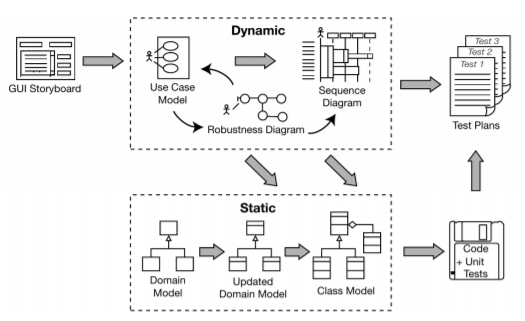 Dynamic
GUI Storyboard
Use Case
Model
Robustness Diagram
Sequence
Diagram
Test 3
Test 2
Test 1
Test Plans
Static
Domain
Model
Updated
Domain Model
Class Model
Code
+ Unit
Tests